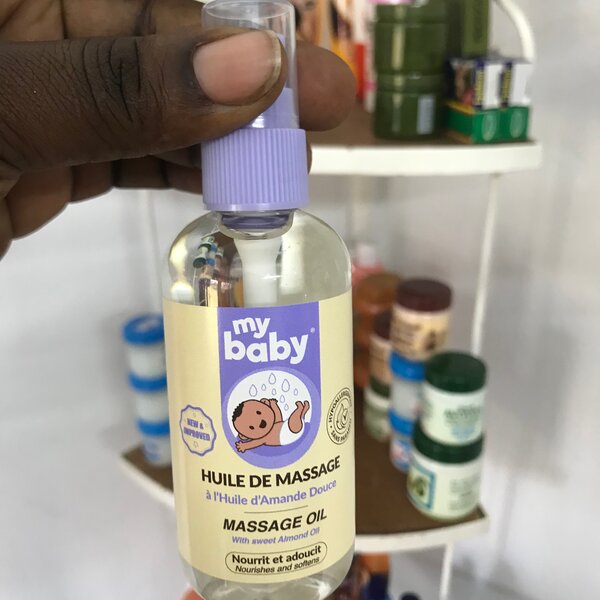 my
baby®
NEW &
IMPROVED
HYPOALLERGENIC
HUILE DE MASSAGE
à l'Huile d'Amande Douce
MASSAGE OIL
With sweet Almond Oil
Nourrit et adoucit
Nourishes and softens